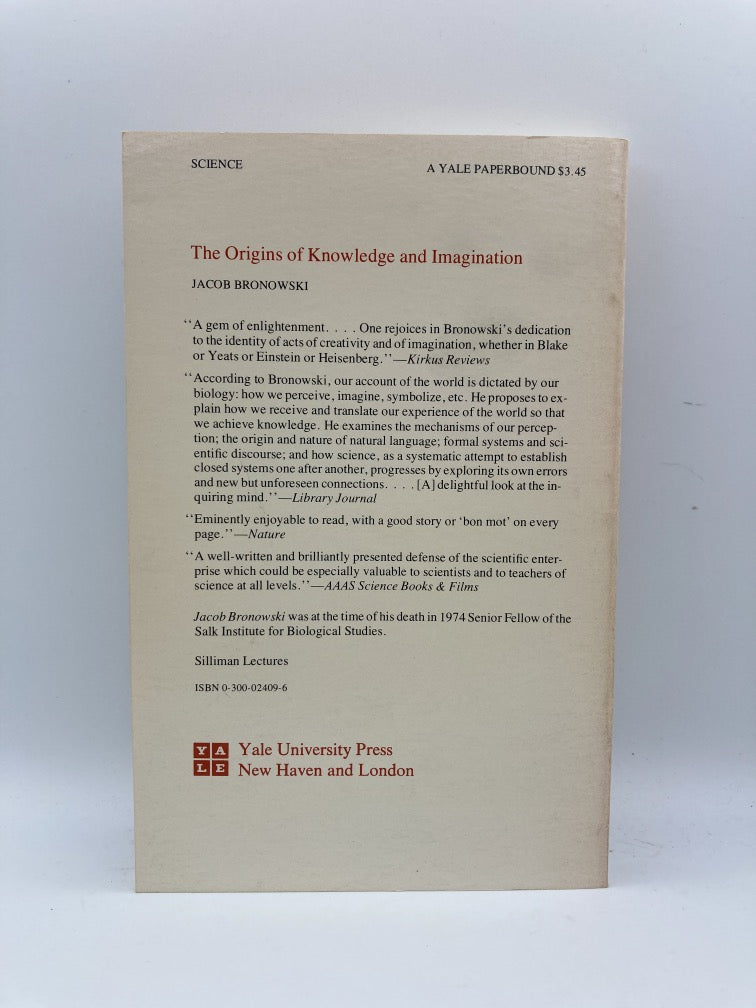 SCIENCE
A YALE PAPERBOUND $3.45
The Origins of Knowledge and Imagination
JACOB BRONOWSKI
“A gem of enlightenment. . . . One rejoices in Bronowski’s dedication
to the identity of acts of creativity and of imagination, whether in Blake
or Yeats or Einstein or Heisenberg.”—Kirkus Reviews
“According to Bronowski, our account of the world is dictated by our
biology: how we perceive, imagine, symbolize, etc. He proposes to ex-
plain how we receive and translate our experience of the world so that
we achieve knowledge. He examines the mechanisms of our percep-
tion; the origin and nature of natural language; formal systems and sci-
entific discourse; and how science, as a systematic attempt to establish
closed systems one after another, progresses by exploring its own errors
and new but unforeseen connections. . . . [A] delightful look at the in-
quiring mind.”—Library Journal
“Eminently enjoyable to read, with a good story or ‘bon mot’ on every
page.”—Nature
“A well-written and brilliantly presented defense of the scientific enter-
prise which could be especially valuable to scientists and to teachers of
science at all levels.”—AAAS Science Books & Films
Jacob Bronowski was at the time of his death in 1974 Senior Fellow of the
Salk Institute for Biological Studies.
Silliman Lectures
ISBN 0-300-02409-6
YALE
Yale University Press
New Haven and London